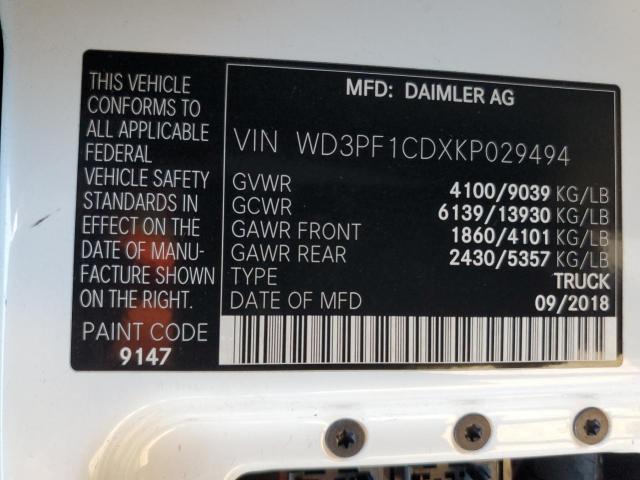 MFD: DAIMLER AG
THIS VEHICLE
CONFORMS TO
ALL APPLICABLE
FEDERAL
MOTOR
VEHICLE SAFETY
STANDARDS IN
EFFECT ON THE
DATE OF MANU-
FACTURE SHOWN
ON THE RIGHT.
PAINT CODE
9147
VIN WD3PF1CDXKP029494
GVWR 4100/9039 KG/LB
GCWR 6139/13930 KG/LB
GAWR FRONT 1860/4101 KG/LB
GAWR REAR 2430/5357 KG/LB
TYPE TRUCK
DATE OF MFD 09/2018